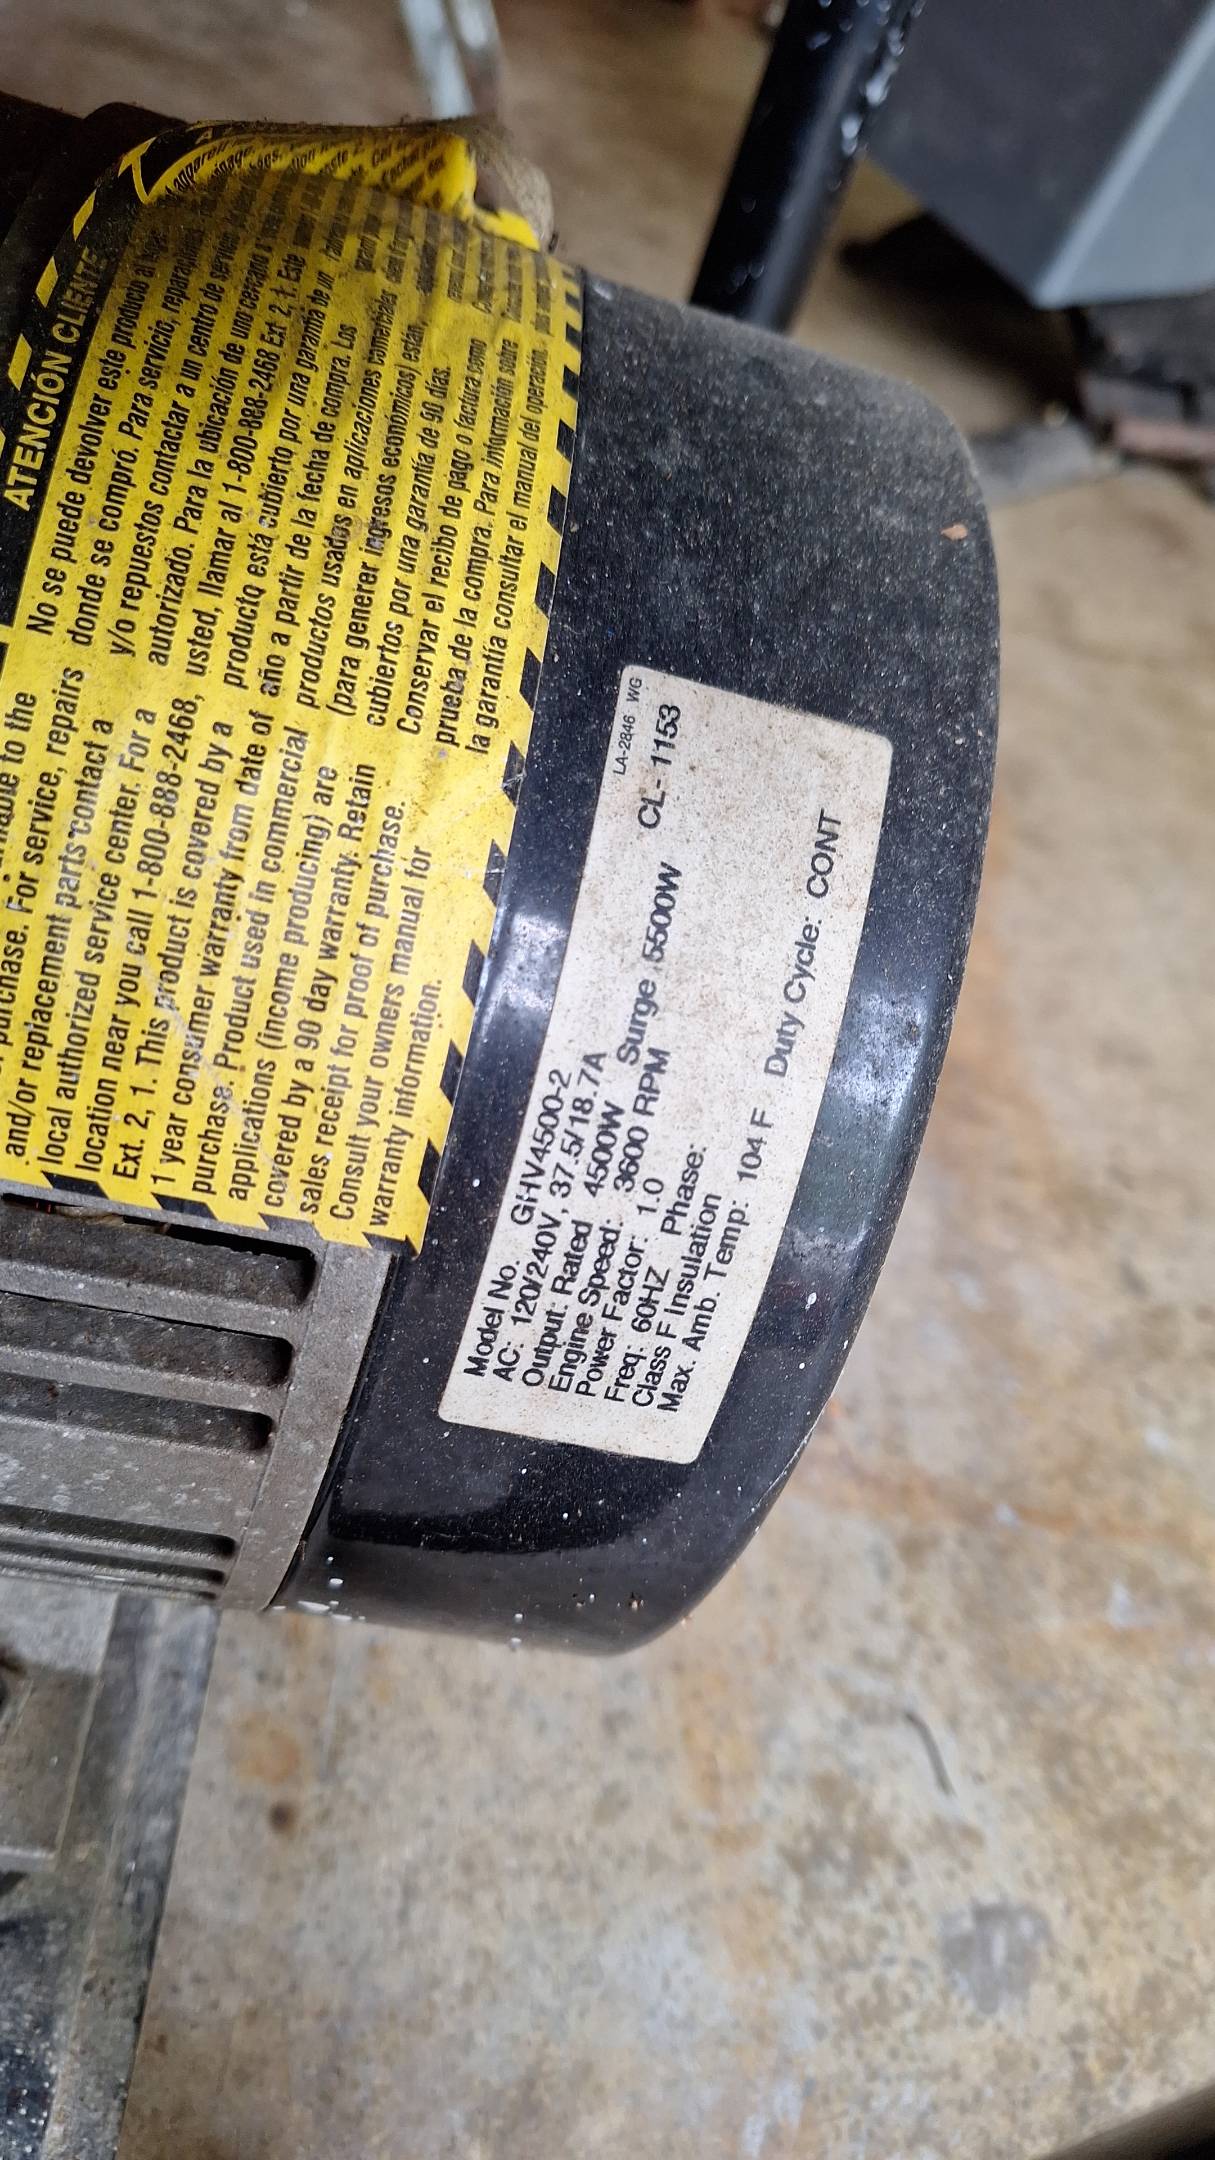 ATENCIÓN CLIENTE
No se puede devolver este producto al
donde se compró. Para servicio, reparaciones
y/o repuestos contactar a un centro de servicio
autorizado. Para la ubicación de uno cercano a
usted, llamar al 1-800-888-2468 Ext 2, 1. Este
producto está cubierto por una garantía de un
año a partir de la fecha de compra. Los
productos usados en aplicaciones comerciales
(para generer ingresos económicos) están
cubiertos por una garantía de 90 días.
Conservar el recibo de pago o factura como
prueba de la compra. Para información sobre
la garantía consultar el manual del operación.
to the
purchase. For service, repairs
and/or replacement parts contact a
local authorized service center. For a
location near you call 1-800-888-2468,
Ext. 2, 1. This product is covered by a
1 year consumer warranty from date of
purchase. Product used in commercial
applications (income producing) are
covered by a 90 day warranty. Retain
sales receipt for proof of purchase.
Consult your owners manual for
warranty information.
LA-2846 WG
Model No. GHV4500-2 CL- 1153
AC: 120/240V, 37.5/18.7A
Output: Rated 4500W Surge 5500W
Engine Speed: 3600 RPM
Power Factor: 1.0
Freq. 60HZ Phase:
Class F Insulation
Max. Amb. Temp: 104 F Duty Cycle: CONT